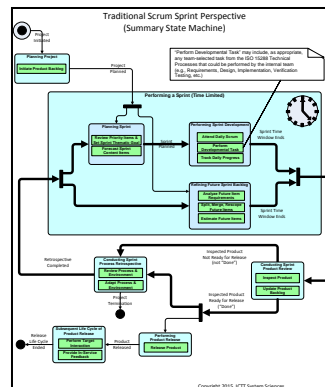 Traditional Scrum Sprint Perspective
(Summary State Machine)
Project
Initiated
Planning Project
Initiate Product Backlog
Project
Planned
"Perform Developmental Task" may include, as appropriate,
any team-selected task from the ISO 15288 Technical
Processes that could be performed by the internal team
(e.g., Requirements, Design, Implementation, Verification
Testing, etc.)
Performing a Sprint (Time Limited)
Planning Sprint
Review Priority Items &
Set Sprint Thematic Goal
Forecast Sprint
Content Items
Sprint
Planned
Performing Sprint Development
Attend Daily Scrum
Perform
Developmental Task
Track Daily Progress
Sprint Time
Window Ends
Refining Future Sprint Backlog
Analyze Future Item
Requirements
Split, Merge, Rescope
Future Items
Estimate Future Items
Sprint Time
Window Ends
Retrospective
Completed
Conducting Sprint
Process Retrospective
Review Process &
Environment
Adapt Process &
Environment
Project
Termination
Inspected Product
Not Ready for Release
(not "Done")
Inspected Product
Ready for Release
("Done")
Conducting Sprint
Product Review
Inspect Product
Update Product
Backlog
Performing
Product Release
Release Product
Product
Released
Subsequent Life Cycle of
Product Release
Perform Target
Interaction
Provide In-Service
Feedback
Release
Life Cycle
Ended
Copyright 2015, ICTT System Sciences